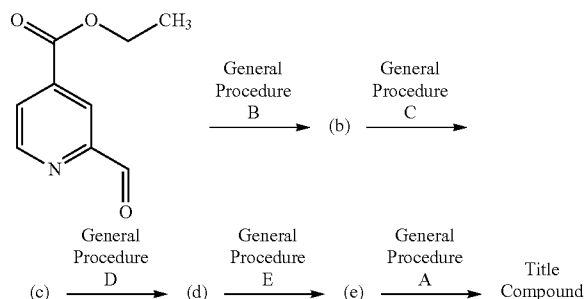 O
O
CH3
N
O
General
Procedure
B
(b)
General
Procedure
C
(c)
General
Procedure
D
(d)
General
Procedure
E
(e)
General
Procedure
A
Title
Compound